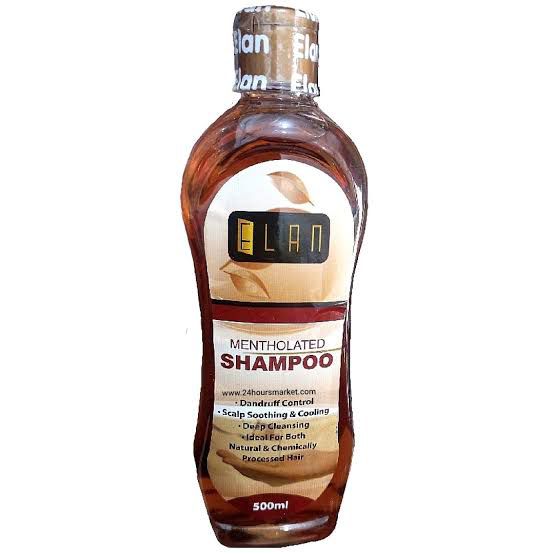 Elan
Elan
Elan
ELAN
MENTHOLATED
SHAMPOO
www.24hoursmarket.com
• Dandruff Control
• Scalp Soothing & Cooling
• Deep Cleansing
• Ideal For Both
Natural & Chemically
Processed Hair
500ml